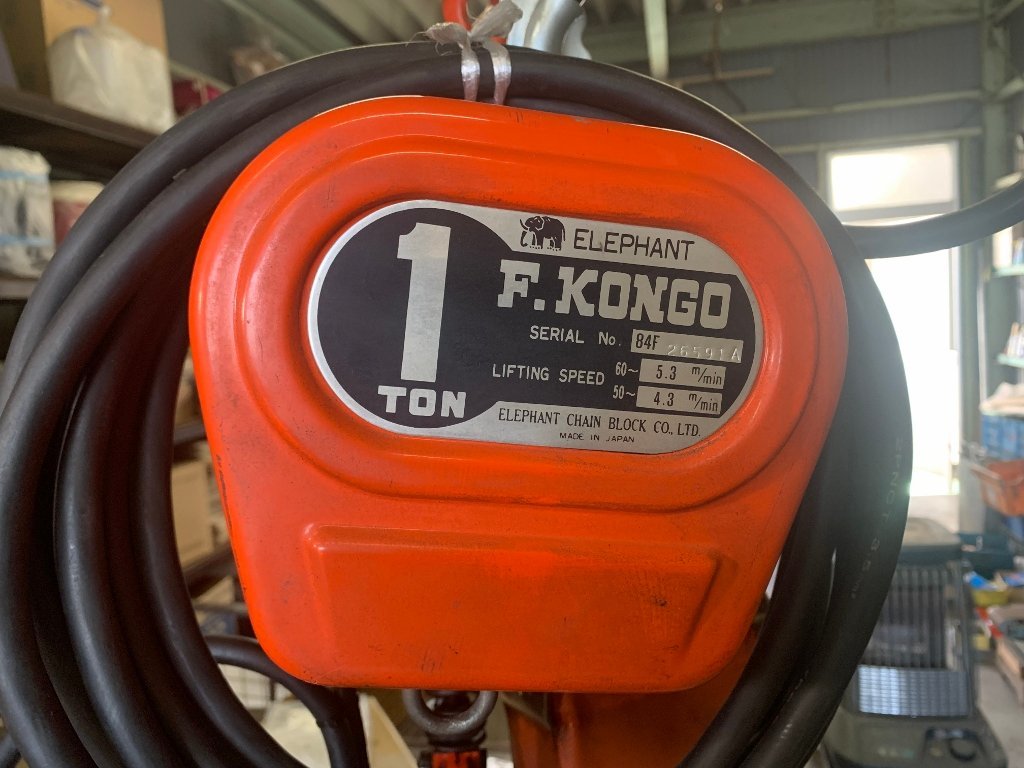 1
TON
ELEPHANT
F.KONGO
SERIAL No. 84F 26591A
LIFTING SPEED 60~ 5.3 m/min
50~ 4.3 m/min
ELEPHANT CHAIN BLOCK CO., LTD.
MADE IN JAPAN